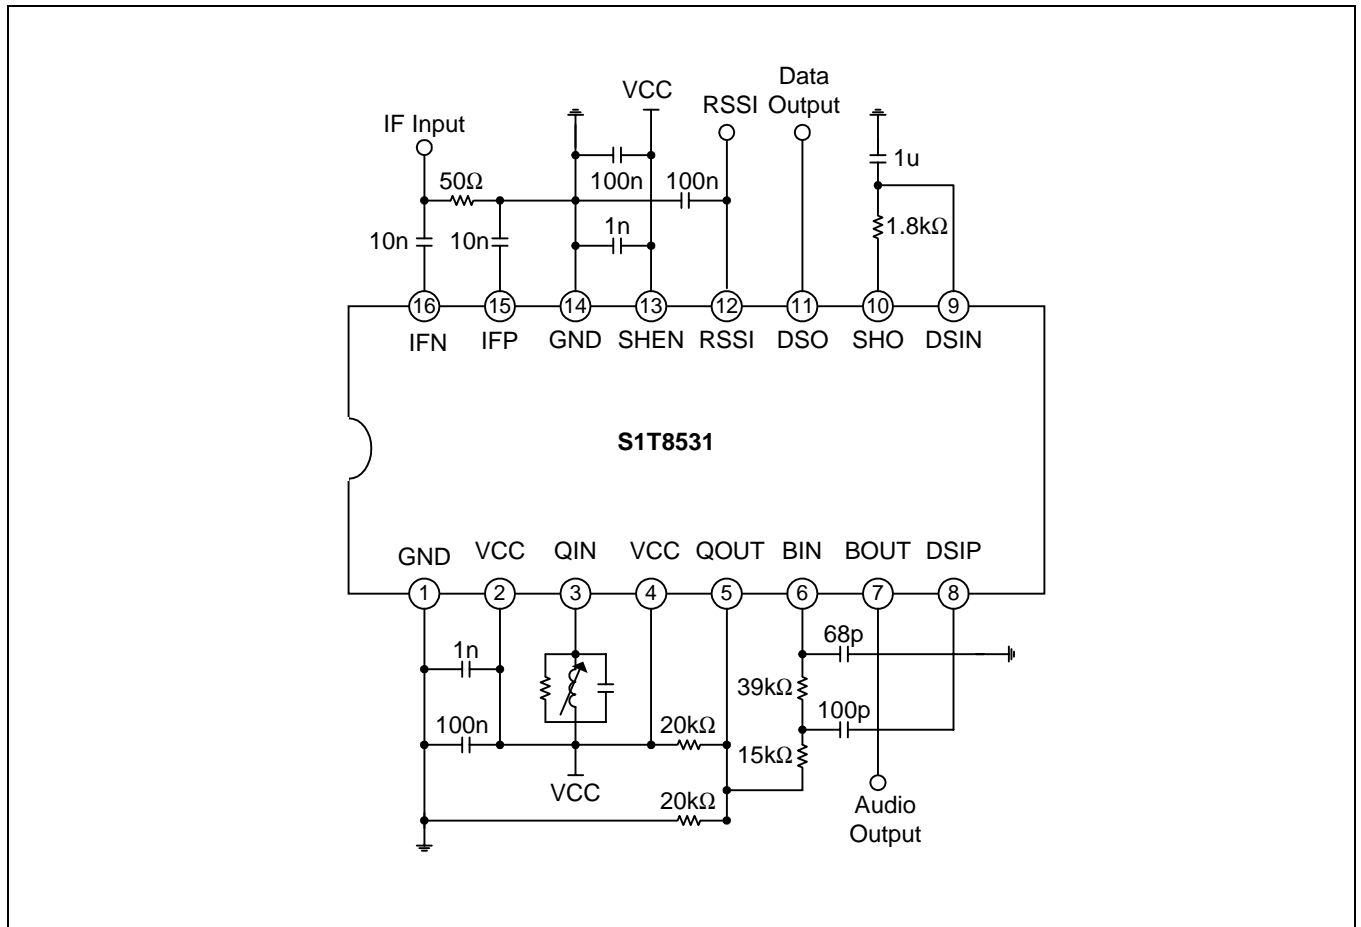 Data
Output
VCC
RSSI
IF Input
1u
50Ω
100n
100n
1n
1.8kΩ
10n
10n
16
15
14
13
12
11
10
9
IFN
IFP
GND
SHEN
RSSI
DSO
SHO
DSIN
S1T8531
GND
VCC
QIN
VCC
QOUT
BIN
BOUT
DSIP
1
2
3
4
5
6
7
8
68p
1n
39kΩ
100p
100n
20kΩ
15kΩ
VCC
20kΩ
Audio
Output